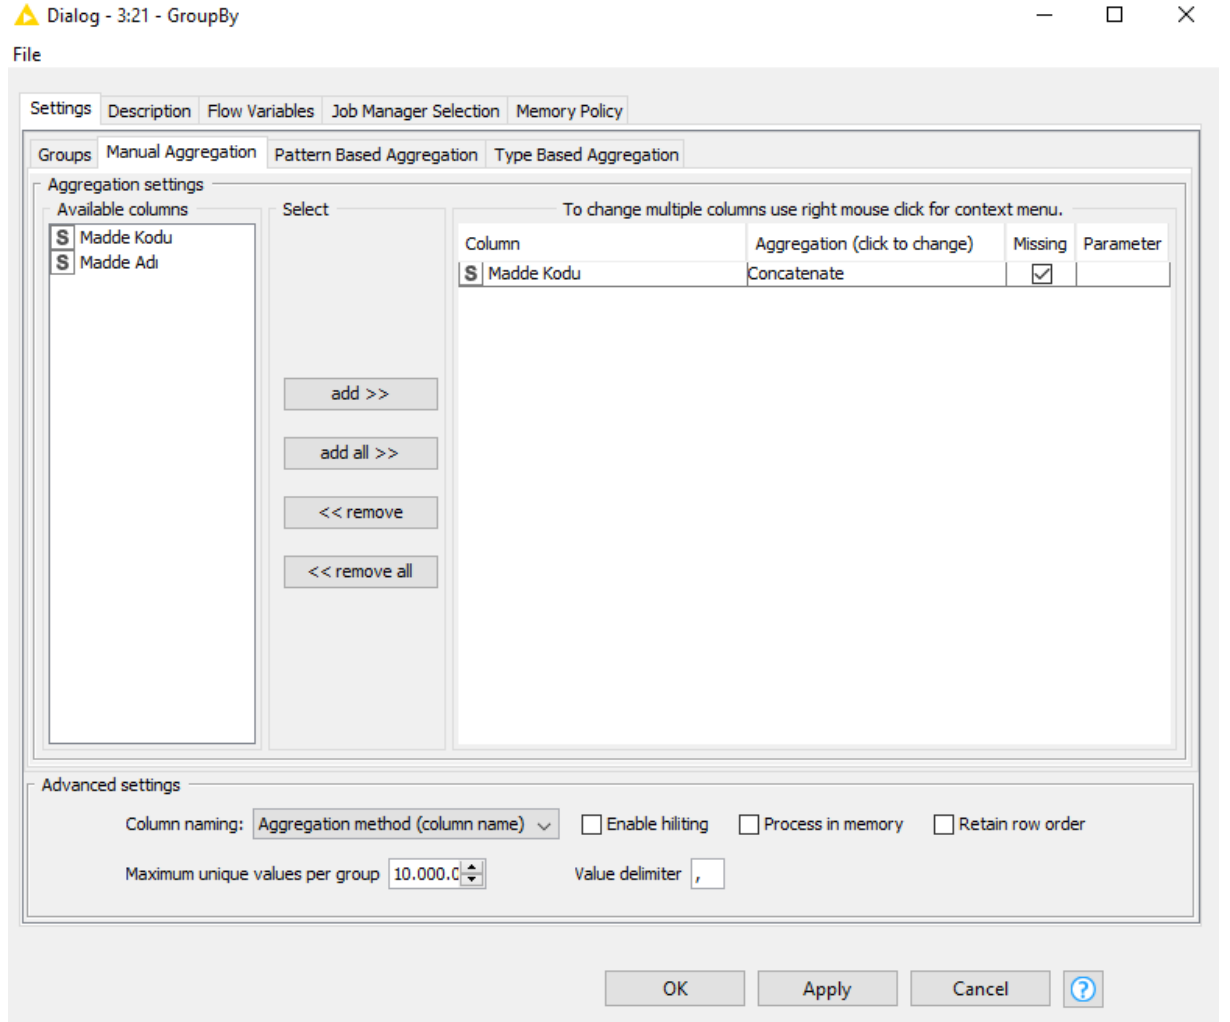 Dialog - 3:21 - GroupBy
File
Settings Description Flow Variables Job Manager Selection Memory Policy
Groups Manual Aggregation Pattern Based Aggregation Type Based Aggregation
Aggregation settings
Available columns Select To change multiple columns use right mouse click for context menu.
S Madde Kodu
S Madde Adı
Column Aggregation (click to change) Missing Parameter
S Madde Kodu Concatenate
add >>
add all >>
<< remove
<< remove all
Advanced settings
Column naming: Aggregation method (column name) Enable hiliting Process in memory Retain row order
Maximum unique values per group 10.000.0 Value delimiter ,
OK Apply Cancel ?